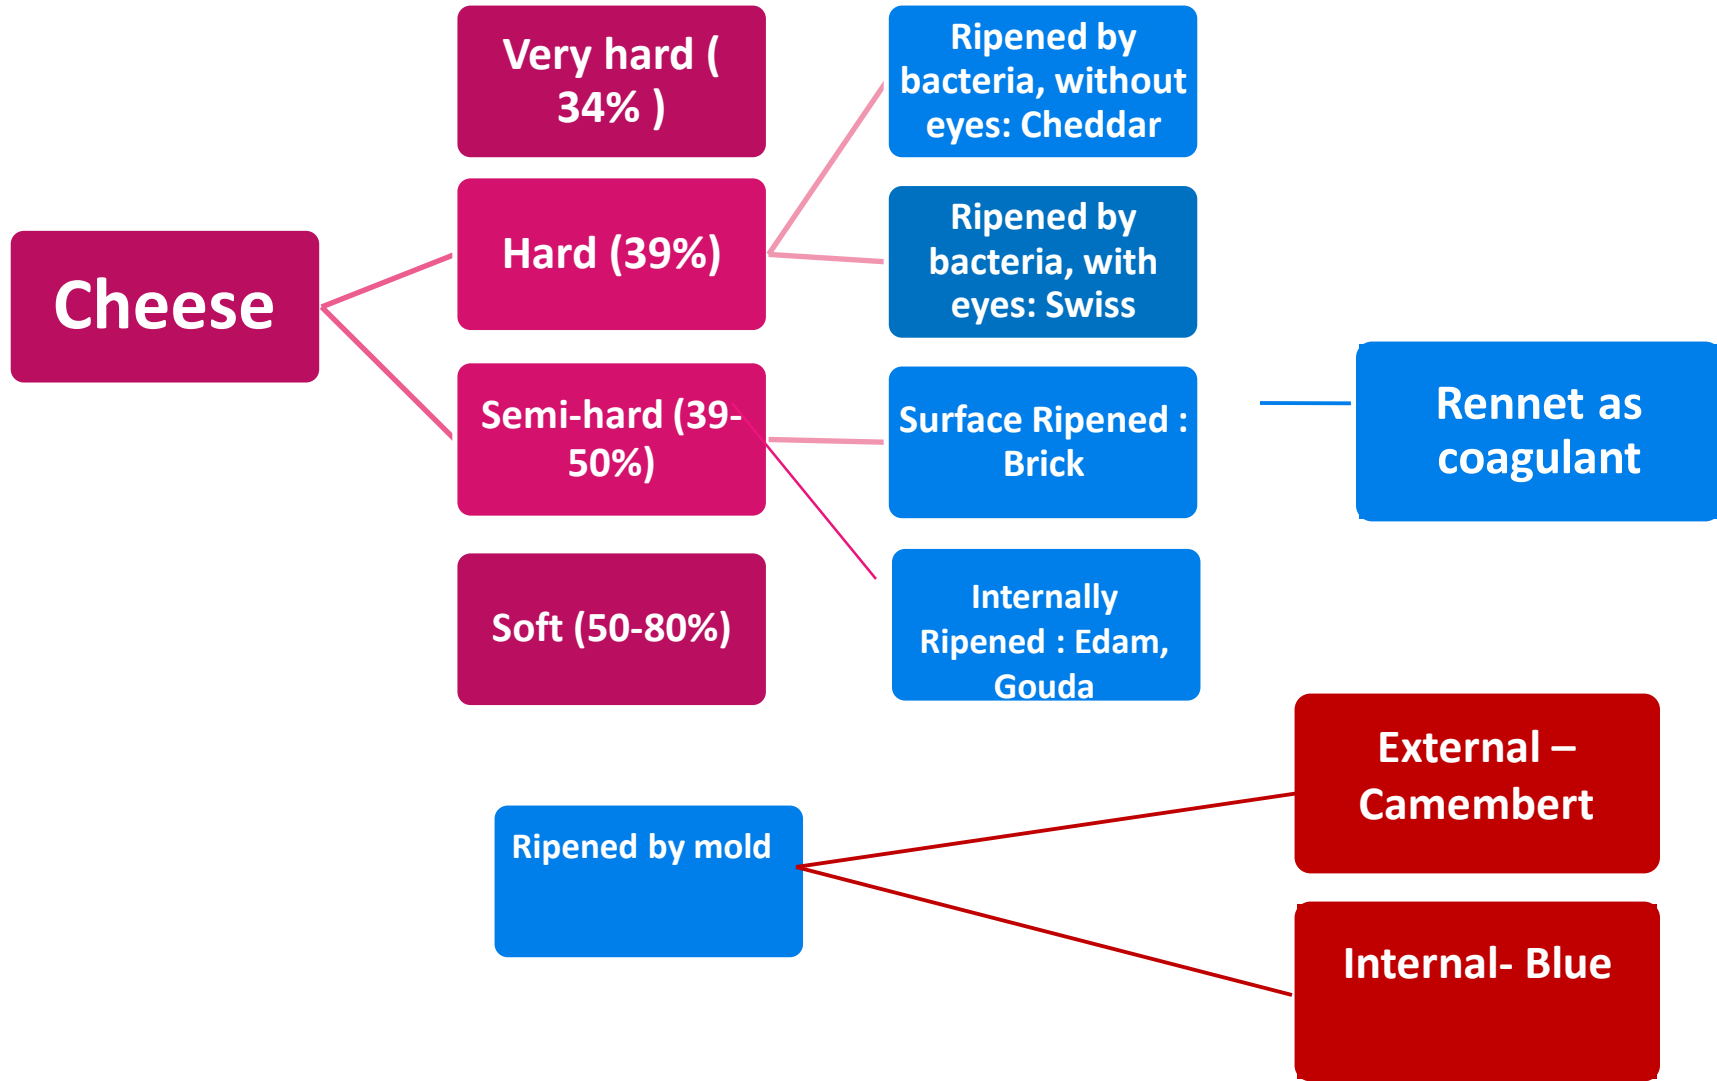 Cheese
Very hard (
34% )
Hard (39%)
Semi-hard (39-
50%)
Soft (50-80%)
Ripened by
bacteria, without
eyes: Cheddar
Ripened by
bacteria, with
eyes: Swiss
Surface Ripened :
Brick
Internally
Ripened : Edam,
Gouda
Rennet as
coagulant
Ripened by mold
External –
Camembert
Internal- Blue